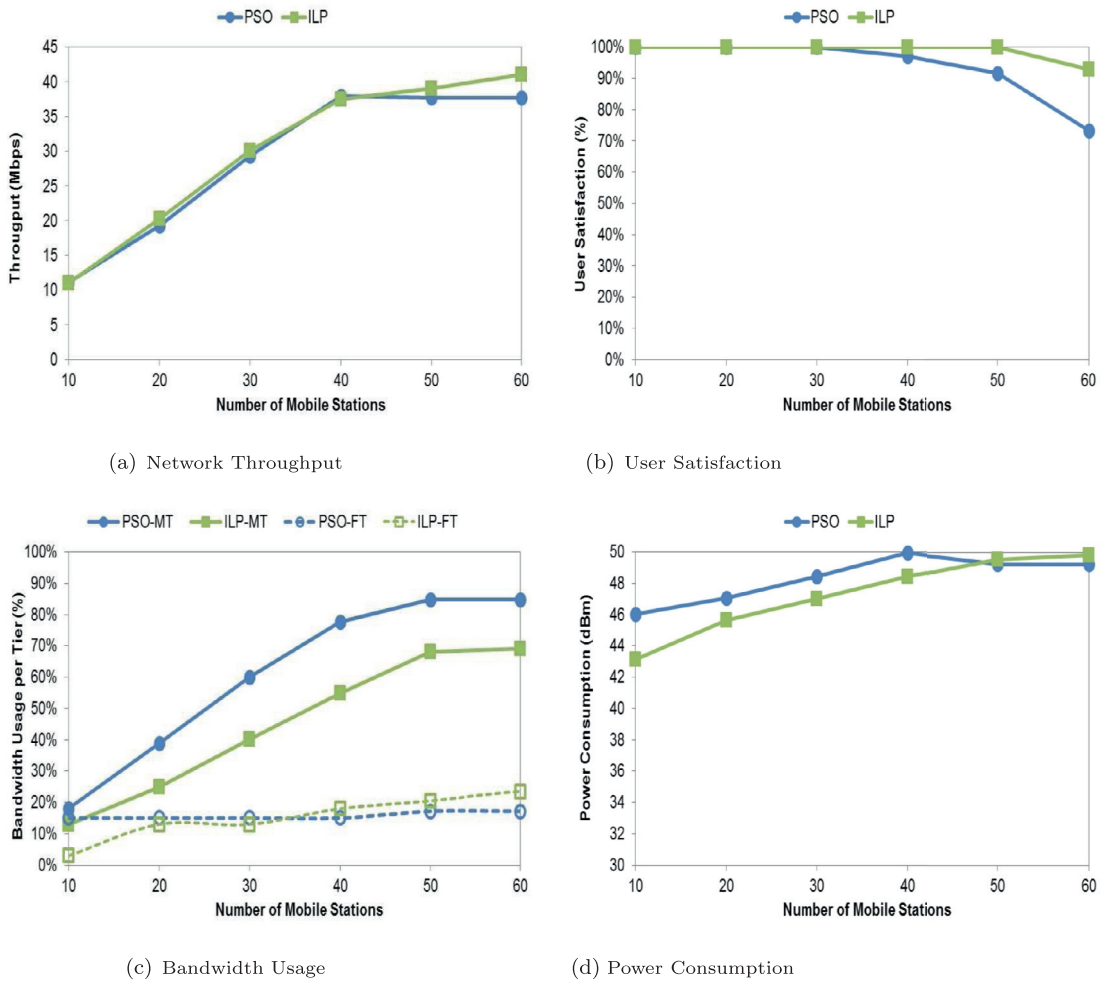 PSO ILP
45
40
35
30
25
20
15
10
5
0
Througput (Mbps)
10 20 30 40 50 60
Number of Mobile Stations
(a) Network Throughput
PSO ILP
100%
90%
80%
70%
60%
50%
40%
30%
20%
10%
0%
User Satisfaction (%)
10 20 30 40 50 60
Number of Mobile Stations
(b) User Satisfaction
PSO-MT ILP-MT PSO-FT ILP-FT
100%
90%
80%
70%
60%
50%
40%
30%
20%
10%
0%
Bandwidth Usage per Tier (%)
10 20 30 40 50 60
Number of Mobile Stations
(c) Bandwidth Usage
PSO ILP
50
48
46
44
42
40
38
36
34
32
30
Power Consumption (dBm)
10 20 30 40 50 60
Number of Mobile Stations
(d) Power Consumption